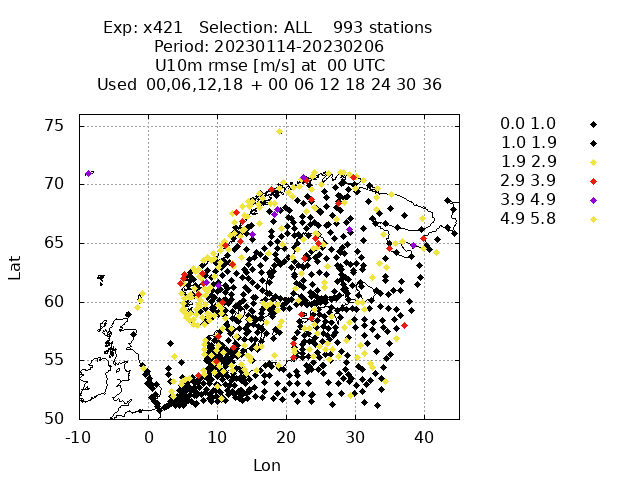 Exp: x421 Selection: ALL 993 stations
Period: 20230114-20230206
U10m rmse [m/s] at 00 UTC
Used 00,06,12,18 + 00 06 12 18 24 30 36
0.0 1.0
1.0 1.9
1.9 2.9
2.9 3.9
3.9 4.9
4.9 5.8
75
70
65
60
55
50
Lat
-10 0 10 20 30 40
Lon